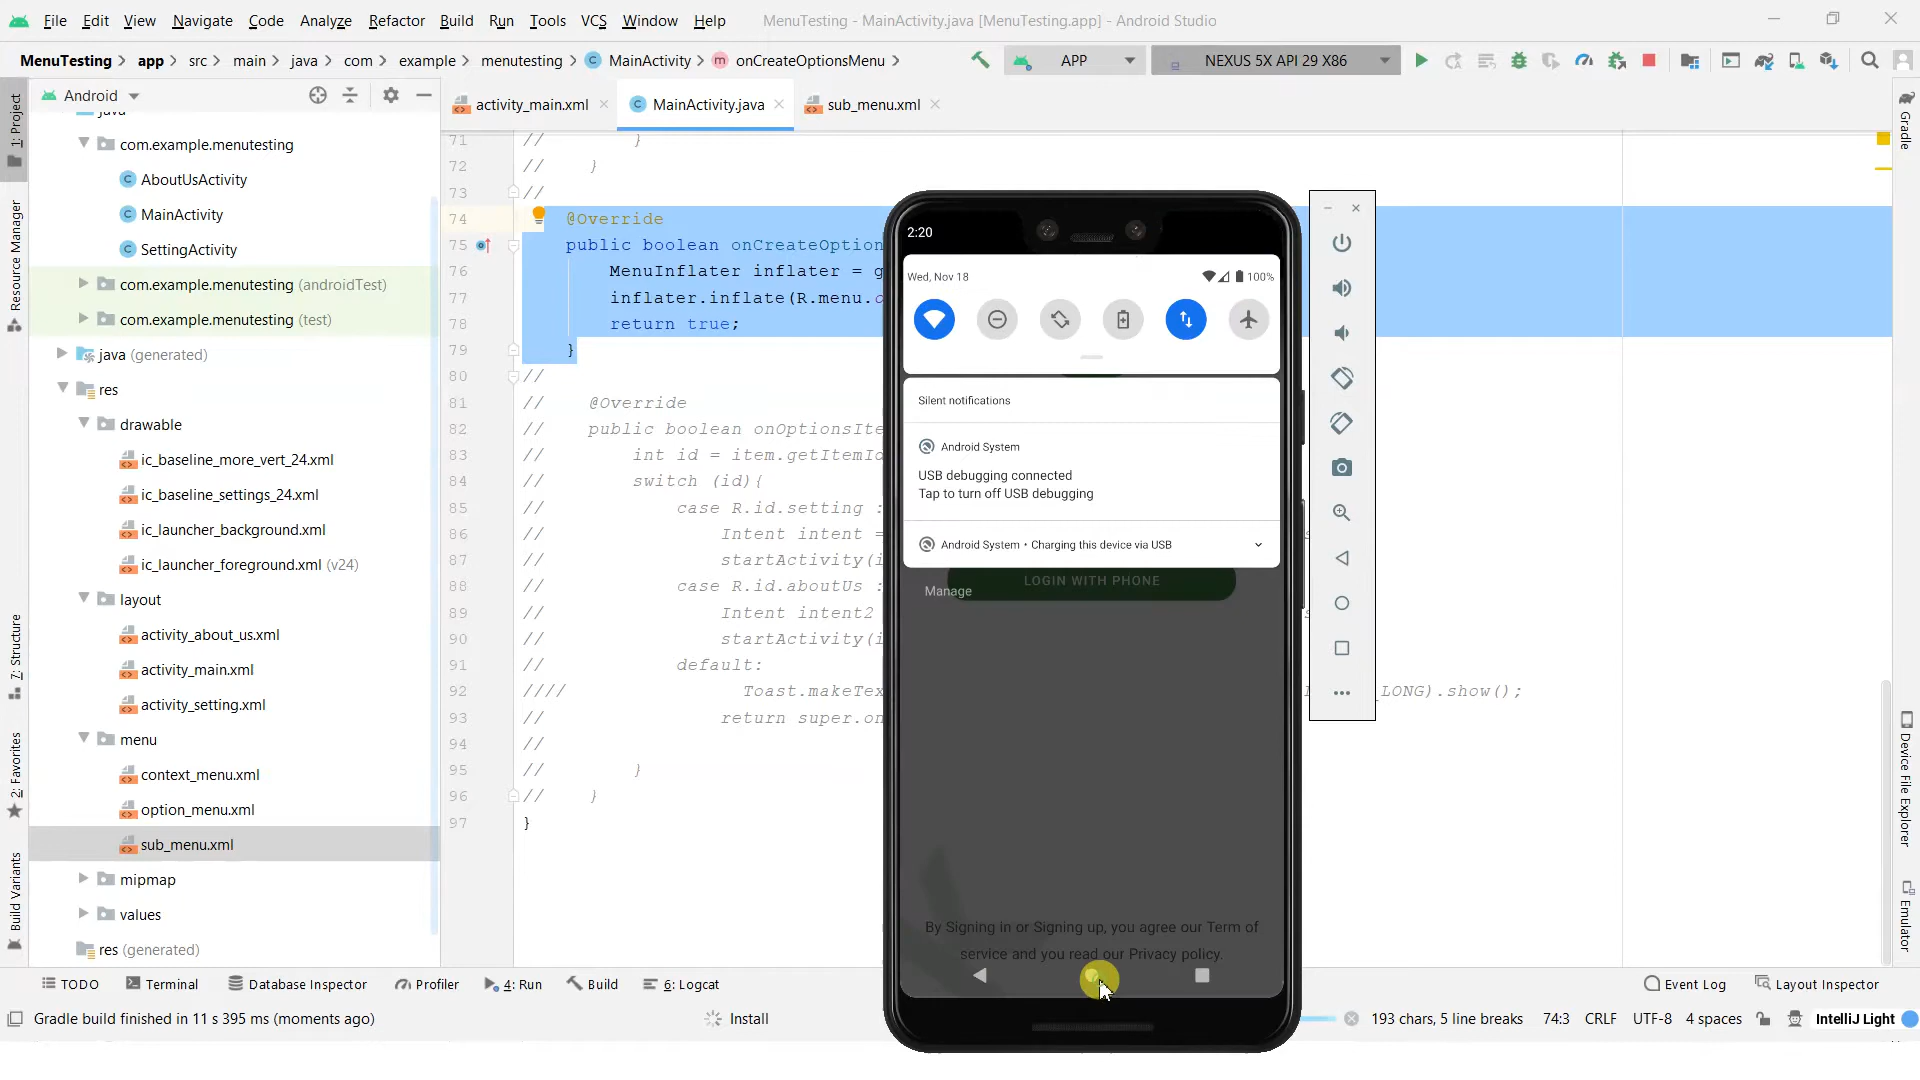 File Edit View Navigate Code Analyze Refactor Build Run Tools VCS Window Help MenuTesting - MainActivity.java [MenuTesting.app] - Android Studio
MenuTesting app src main java com example menutesting MainActivity onCreateOptionsMenu APP NEXUS 5X API 29 X86
Android
activity_main.xml MainActivity.java sub_menu.xml
1: Project
Resource Manager
7: Structure
2: Favorites
Build Variants
java
com.example.menutesting
AboutUsActivity
MainActivity
SettingActivity
com.example.menutesting (androidTest)
com.example.menutesting (test)
java (generated)
res
drawable
ic_baseline_more_vert_24.xml
ic_baseline_settings_24.xml
ic_launcher_background.xml
ic_launcher_foreground.xml (v24)
layout
activity_about_us.xml
activity_main.xml
activity_setting.xml
menu
context_menu.xml
option_menu.xml
sub_menu.xml
mipmap
values
res (generated)
71 // }
72 // }
73 //
74 @Override
75 public boolean onCreateOption
76 MenuInflater inflater = g
77 inflater.inflate(R.menu.o
78 return true;
79 }
80 //
81 // @Override
82 // public boolean onOptionsIte
83 // int id = item.getItemId
84 // switch (id){
85 // case R.id.setting :
86 // Intent intent =
87 // startActivity(i
88 // case R.id.aboutUs :
89 // Intent intent2
90 // startActivity(i
91 // default:
92 //// Toast.makeTex _LONG).show();
93 // return super.on
94 //
95 // }
96 // }
97 }
2:20
Wed, Nov 18 100%
Silent notifications
Android System
USB debugging connected
Tap to turn off USB debugging
Android System • Charging this device via USB
LOGIN WITH PHONE
Manage
By Signing in or Signing up, you agree our Term of
service and you read our Privacy policy.
Gradle
Device File Explorer
Emulator
TODO Terminal Database Inspector Profiler 4: Run Build 6: Logcat Event Log Layout Inspector
Gradle build finished in 11 s 395 ms (moments ago) Install 193 chars, 5 line breaks 74:3 CRLF UTF-8 4 spaces IntelliJ Light